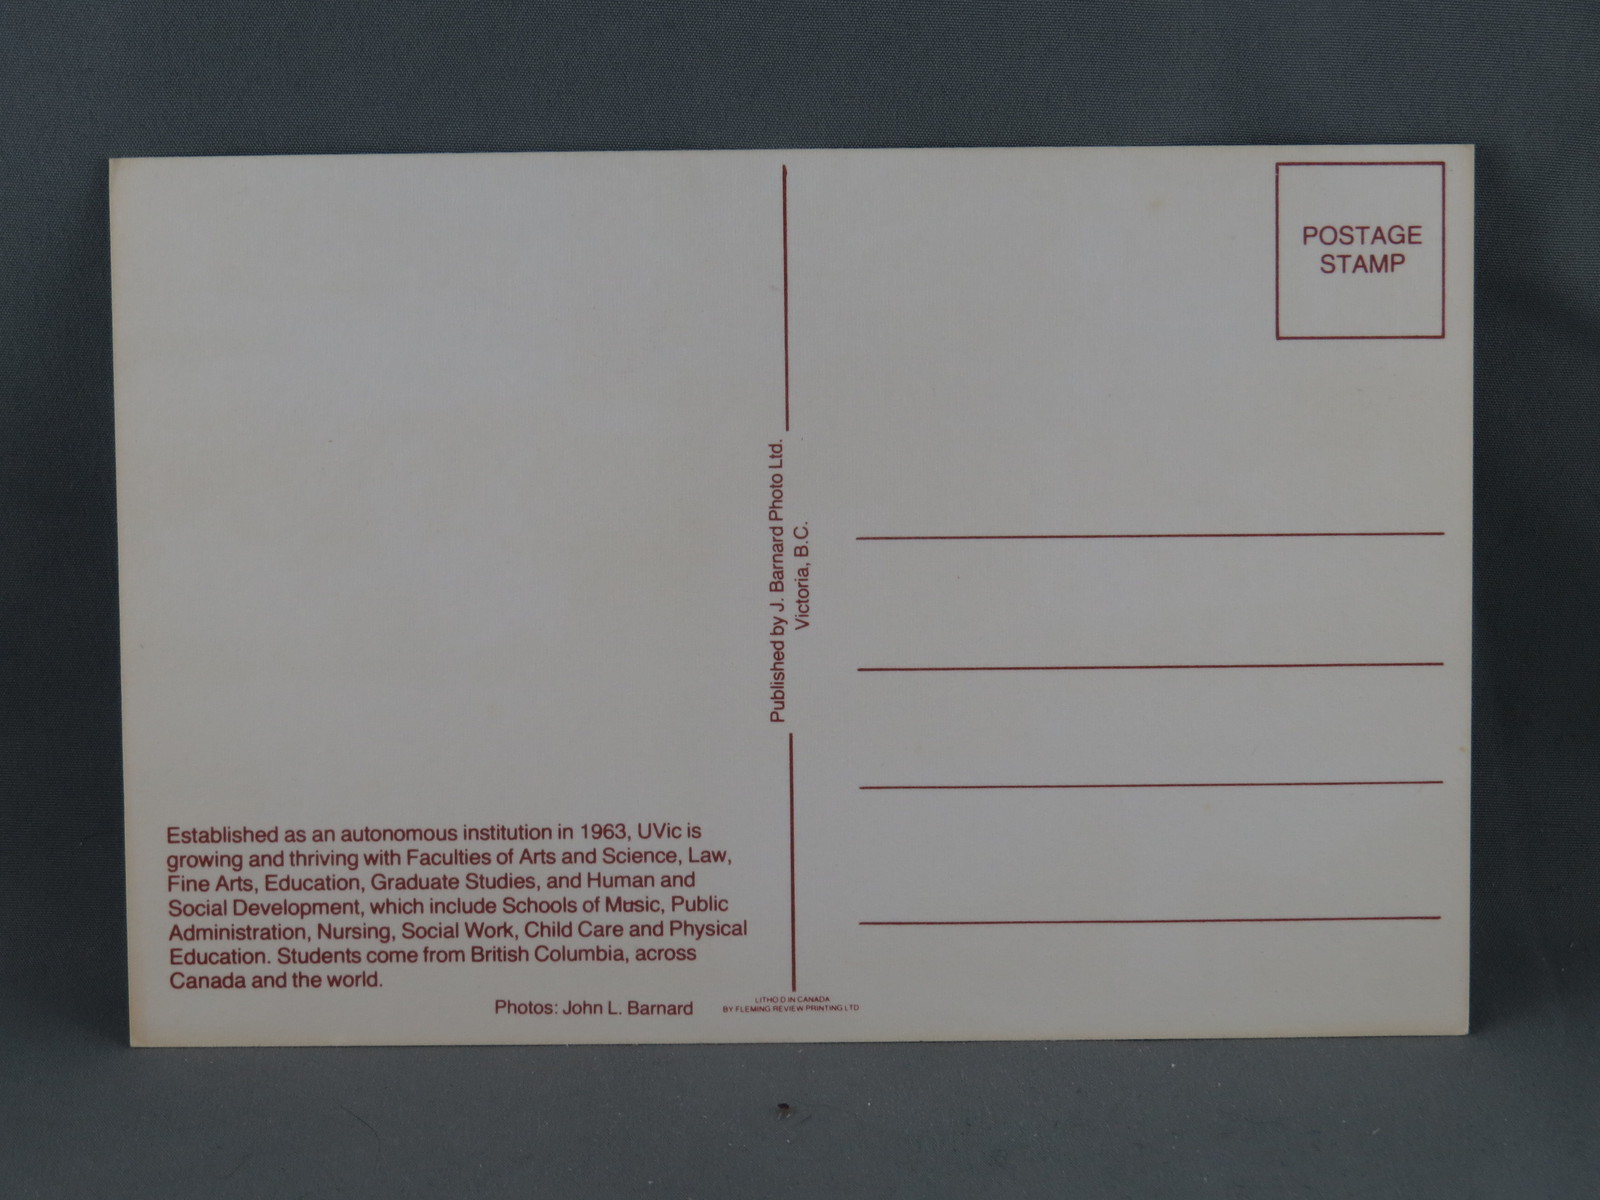 POSTAGE
STAMP
Published by J. Barnard Photo Ltd.
Victoria, B.C.
Established as an autonomous institution in 1963, UVic is
growing and thriving with Faculties of Arts and Science, Law,
Fine Arts, Education, Graduate Studies, and Human and
Social Development, which include Schools of Music, Public
Administration, Nursing, Social Work, Child Care and Physical
Education. Students come from British Columbia, across
Canada and the world.
Photos: John L. Barnard
LITHO D IN CANADA
BY FLEMING REVIEW PRINTING LTD